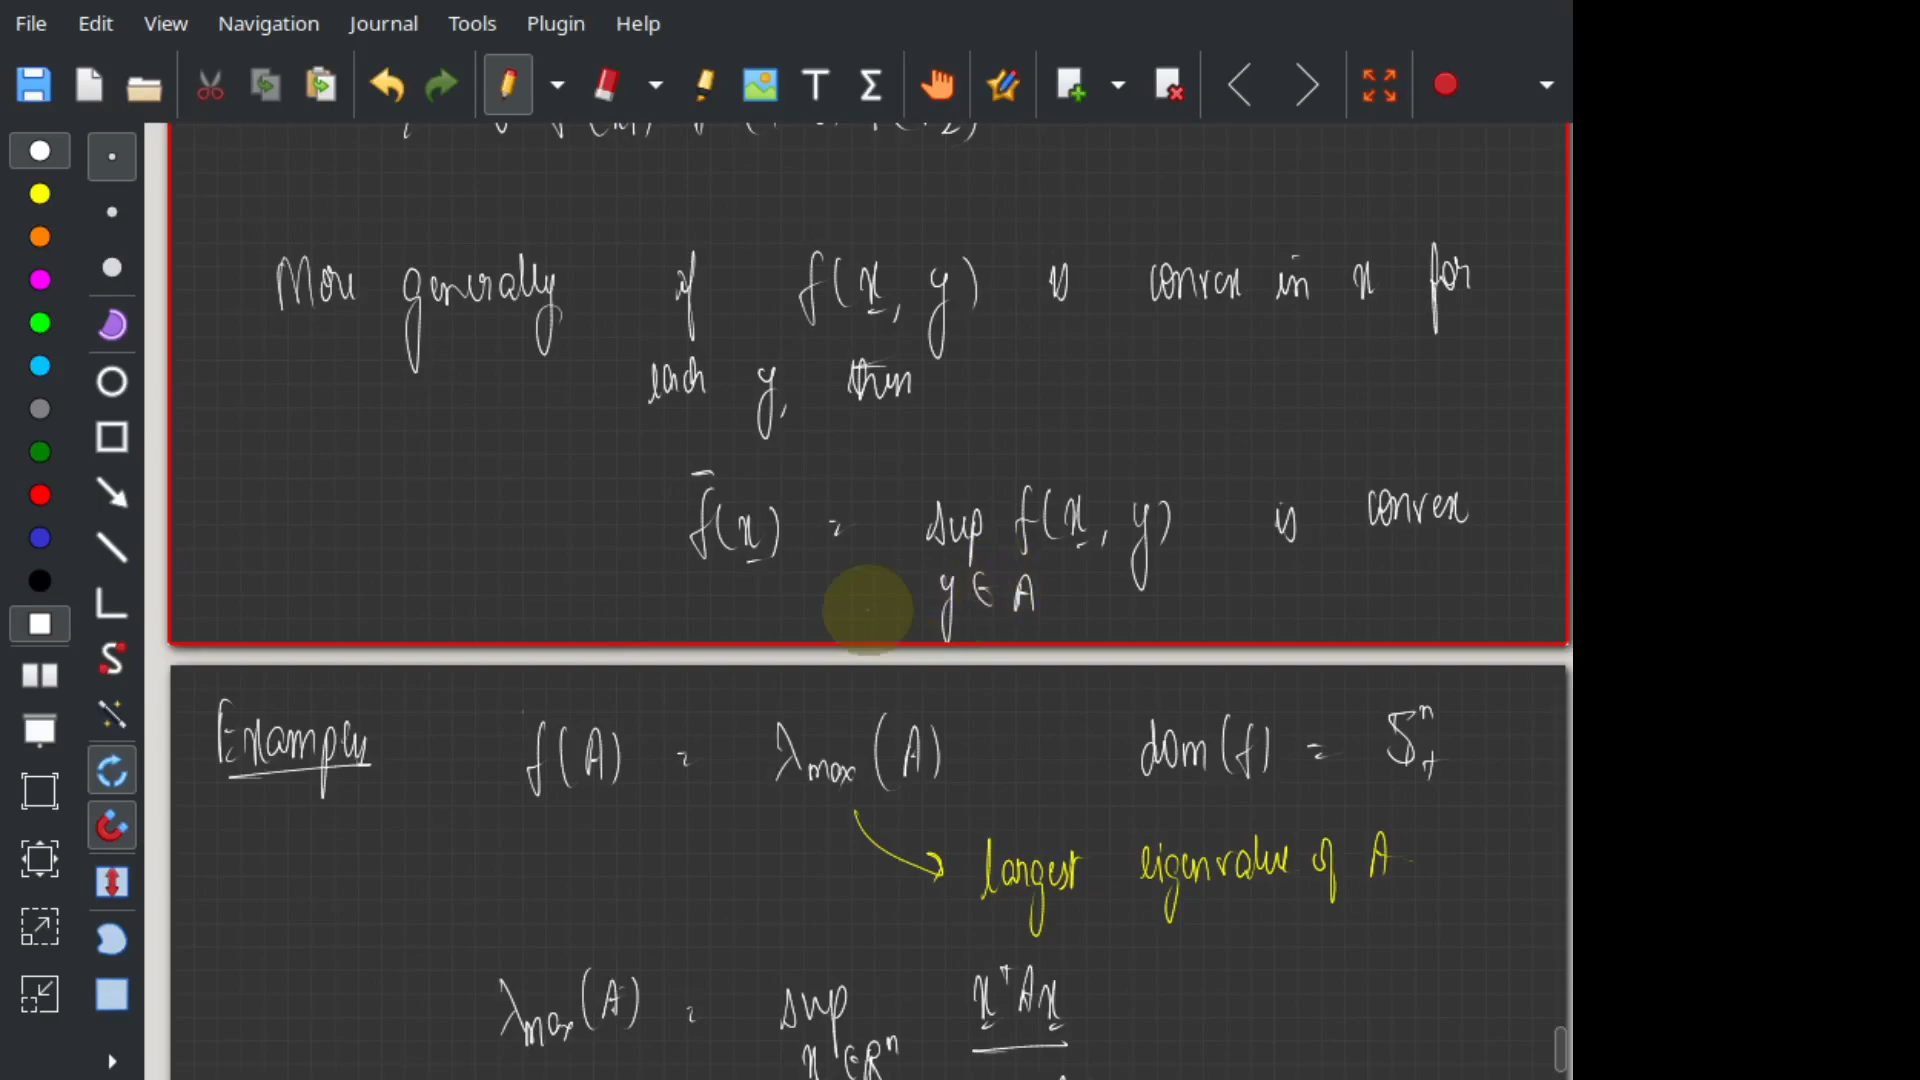 File Edit View Navigation Journal Tools Plugin Help
More generally if f(x, y) is convex in x for
each y, then
f̄(x) = sup f(x, y) is convex
y ∈ A
Examples f(A) = λmax(A) dom(f) = S₊ⁿ
largest eigenvalue of A
λmax(A) = sup xᵀAx
x ∈ Rⁿ